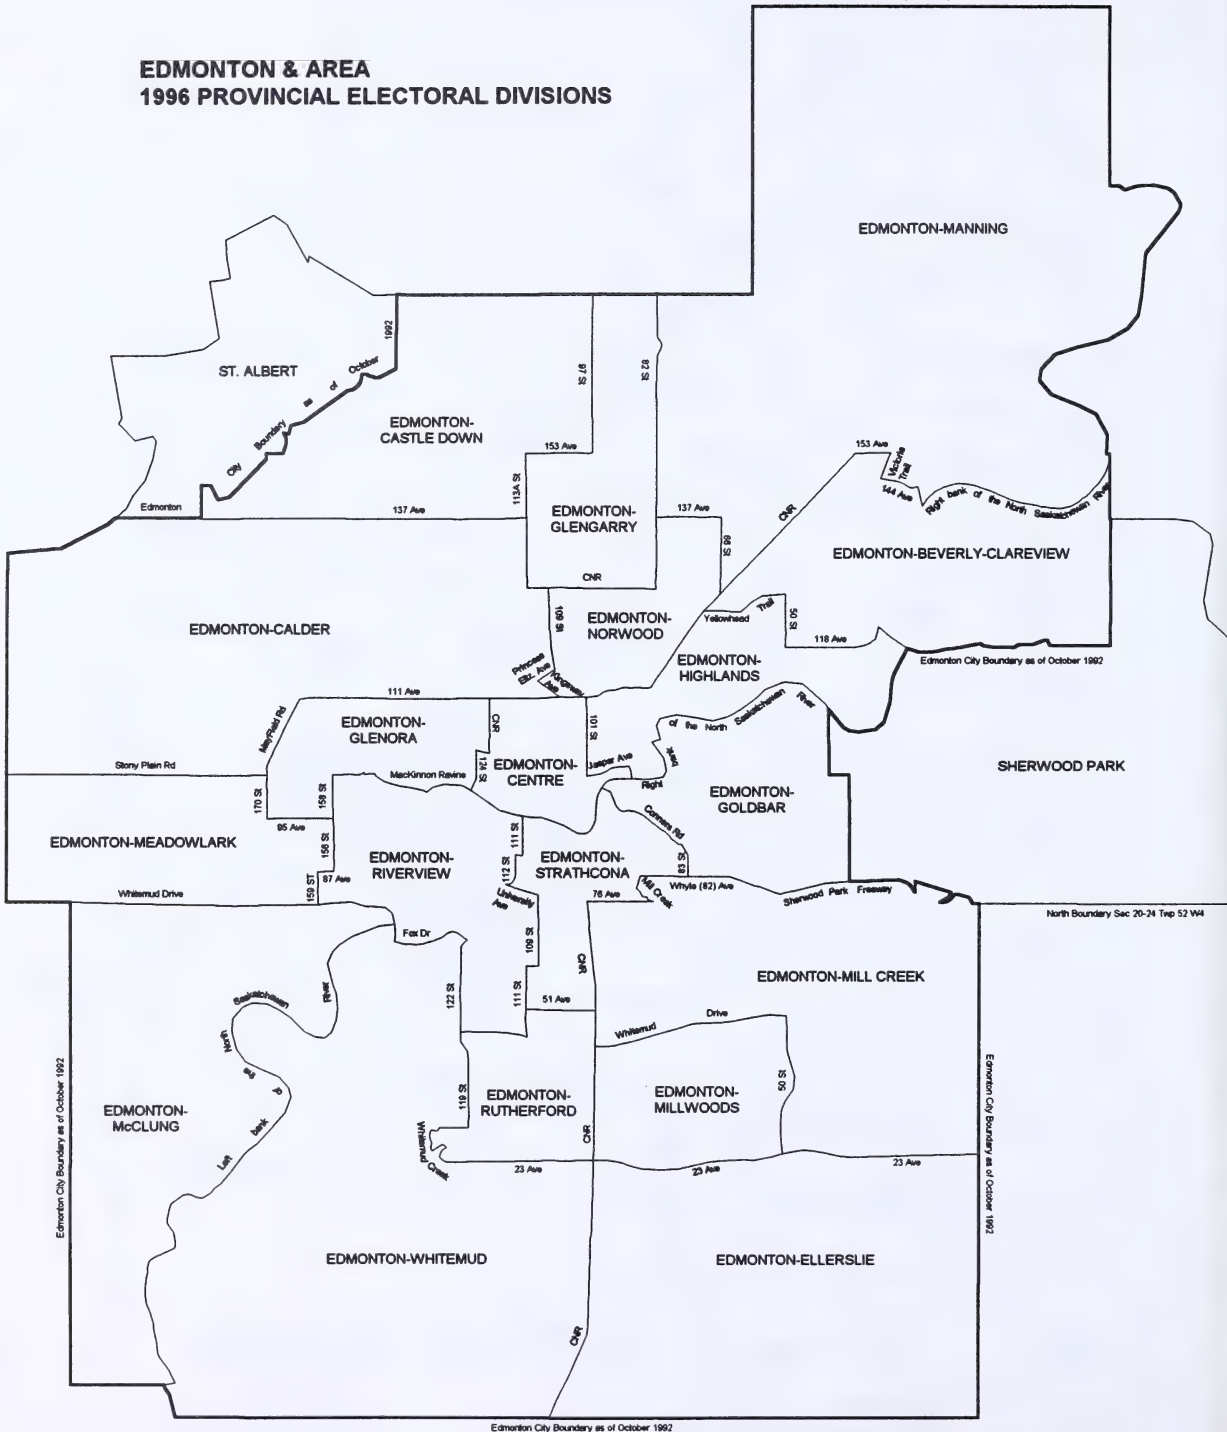 EDMONTON & AREA
1996 PROVINCIAL ELECTORAL DIVISIONS
EDMONTON-MANNING
1992
ST. ALBERT
City Boundary as of October
97 St
82 St
EDMONTON-
CASTLE DOWN
153 Ave
153 Ave
Victoria
Trail
144 Ave
Right bank of the North Saskatchewan River
113A St
Edmonton
137 Ave
EDMONTON-
GLENGARRY
137 Ave
CNR
66 St
EDMONTON-BEVERLY-CLAREVIEW
CNR
109 St
EDMONTON-
NORWOOD
Yellowhead Trail
50 St
118 Ave
EDMONTON-CALDER
Edmonton City Boundary as of October 1992
EDMONTON-
HIGHLANDS
Princess
Eliz. Ave
Kingsway
Ave
111 Ave
Mayfield Rd
EDMONTON-
GLENORA
CNR
101 St
Right bank of the North Saskatchewan River
Stony Plain Rd
MacKinnon Ravine
124 St
EDMONTON-
CENTRE
Jasper Ave
SHERWOOD PARK
170 St
158 St
EDMONTON-
GOLDBAR
95 Ave
156 St
111 St
Connors Rd
EDMONTON-MEADOWLARK
EDMONTON-
RIVERVIEW
112 St
EDMONTON-
STRATHCONA
83 St
87 Ave
159 ST
Whitemud Drive
University
Ave
76 Ave
Mill Creek
Whyte (82) Ave
Sherwood Park Freeway
North Boundary Sec 20-24 Twp 52 W4
Fox Dr
109 St
CNR
EDMONTON-MILL CREEK
122 St
111 St
51 Ave
Whitemud Drive
Left bank of the North Saskatchewan River
50 St
119 St
EDMONTON-
RUTHERFORD
EDMONTON-
MILLWOODS
EDMONTON-
McCLUNG
Edmonton City Boundary as of October 1992
Edmonton City Boundary as of October 1992
Whitemud
Creek
CNR
23 Ave
23 Ave
23 Ave
EDMONTON-WHITEMUD
EDMONTON-ELLERSLIE
CNR
Edmonton City Boundary as of October 1992